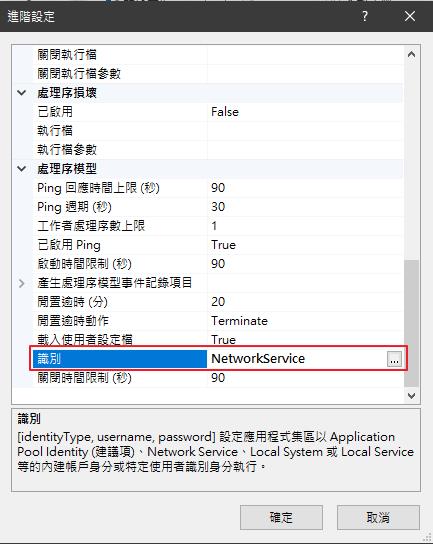 進階設定
關閉執行檔
關閉執行檔參數
處理序損壞
已啟用 False
執行檔
執行檔參數
處理序模型
Ping 回應時間上限 (秒) 90
Ping 週期 (秒) 30
工作者處理序數上限 1
已啟用 Ping True
啟動時間限制 (秒) 90
產生處理序模型事件記錄項目
閒置逾時 (分) 20
閒置逾時動作 Terminate
載入使用者設定檔 True
識別 NetworkService ...
關閉時間限制 (秒) 90
識別
[identityType, username, password] 設定應用程式集區以 Application
Pool Identity (建議項)、Network Service、Local System 或 Local Service
等的內建帳戶身分或特定使用者識別身分執行。
確定 取消